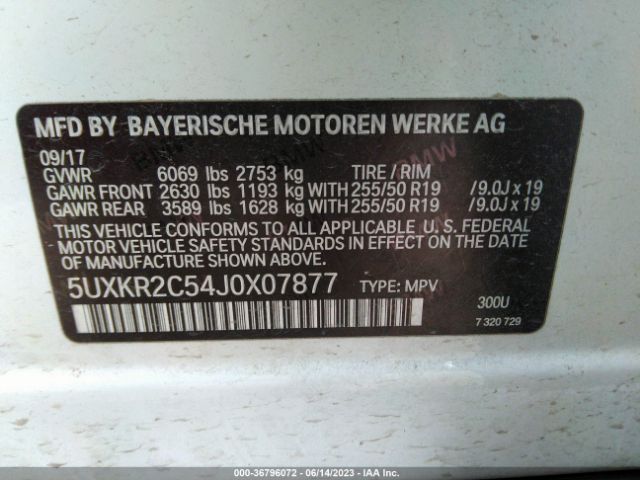 MFD BY BAYERISCHE MOTOREN WERKE AG
09/17
GVWR 6069 lbs 2753 kg TIRE / RIM
GAWR FRONT 2630 lbs 1193 kg WITH 255/50 R19 /9.0J x 19
GAWR REAR 3589 lbs 1628 kg WITH 255/50 R19 /9.0J x 19
THIS VEHICLE CONFORMS TO ALL APPLICABLE U. S. FEDERAL
MOTOR VEHICLE SAFETY STANDARDS IN EFFECT ON THE DATE
OF MANUFACTURE SHOWN ABOVE.
5UXKR2C54J0X07877 TYPE: MPV 300U
7 320 729
000-36796072 - 06/14/2023 - IAA Inc.